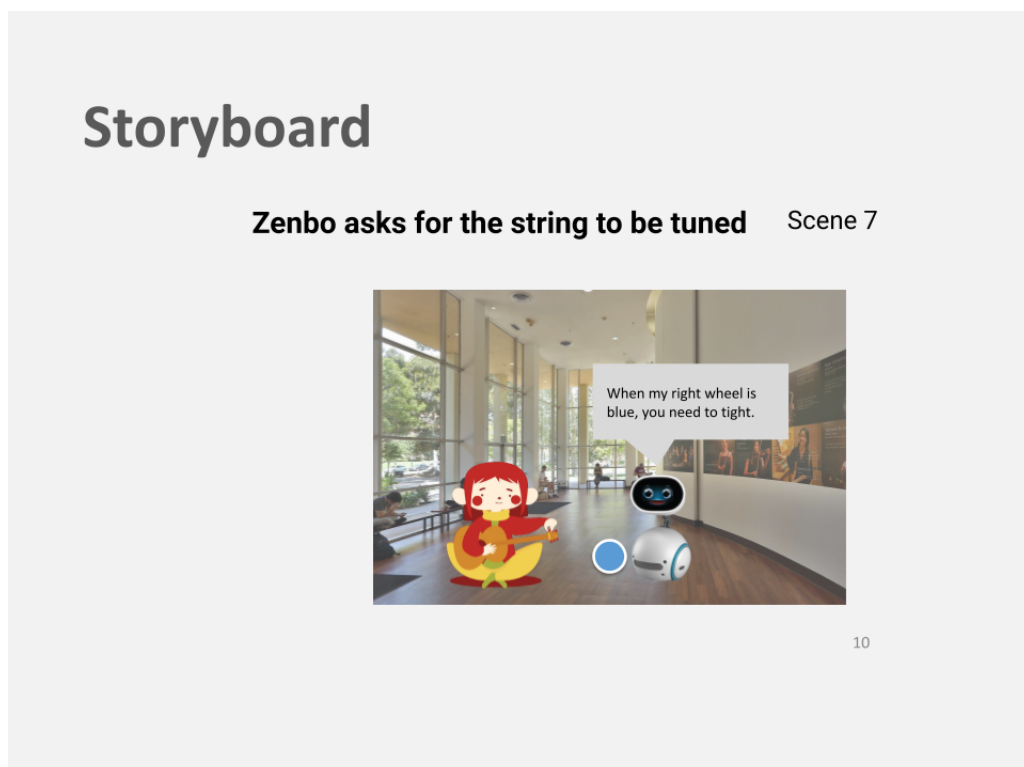 Storyboard
Zenbo asks for the string to be tuned
Scene 7
When my right wheel is
blue, you need to tight.
10